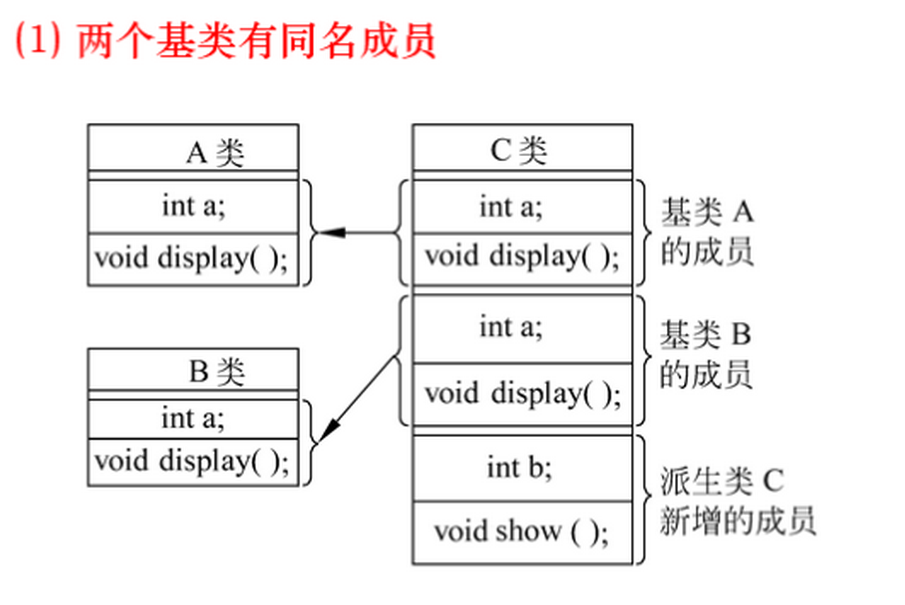 (1) 两个基类有同名成员
A 类
int a;
void display( );
B 类
int a;
void display( );
C 类
int a;
void display( );
int a;
void display( );
int b;
void show ( );
基类 A
的成员
基类 B
的成员
派生类 C
新增的成员